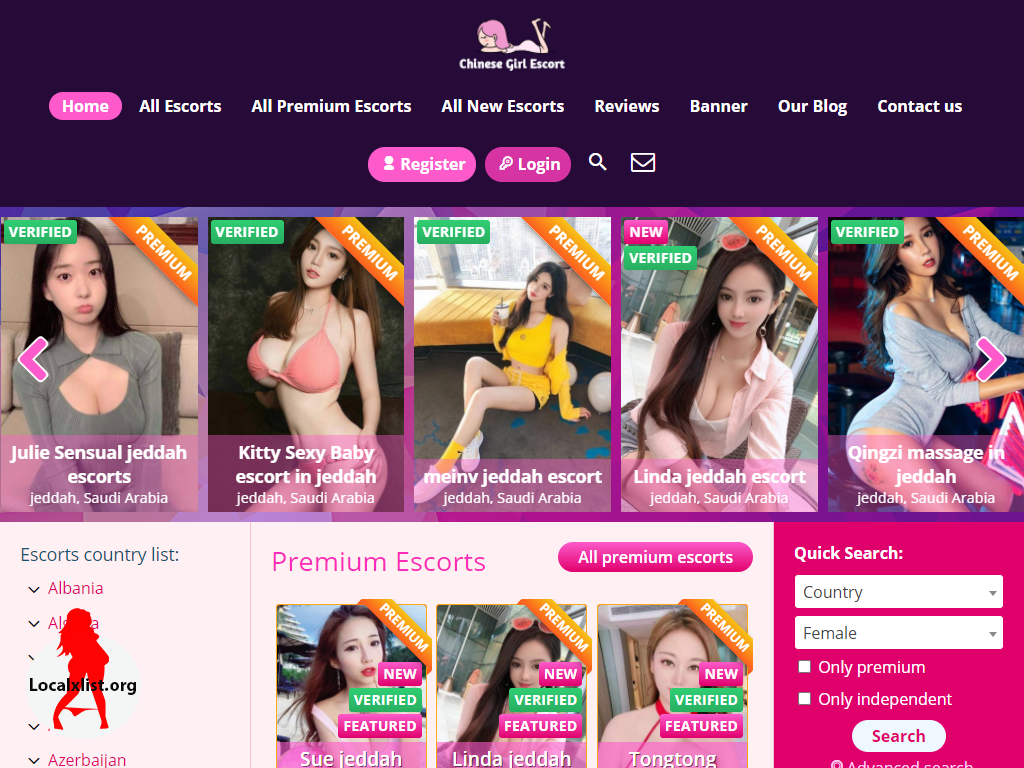 Chinese Girl Escort
Home
All Escorts
All Premium Escorts
All New Escorts
Reviews
Banner
Our Blog
Contact us
Register
Login
VERIFIED
PREMIUM
Julie Sensual jeddah
escorts
jeddah, Saudi Arabia
VERIFIED
PREMIUM
Kitty Sexy Baby
escort in jeddah
jeddah, Saudi Arabia
VERIFIED
PREMIUM
meinv jeddah escort
jeddah, Saudi Arabia
NEW
VERIFIED
PREMIUM
Linda jeddah escort
jeddah, Saudi Arabia
VERIFIED
PREMIUM
Qingzi massage in
jeddah
jeddah, Saudi Arabia
Escorts country list:
Albania
Localxlist.org
Azerbaijan
Premium Escorts
All premium escorts
PREMIUM
NEW
VERIFIED
FEATURED
Sue jeddah
PREMIUM
NEW
VERIFIED
FEATURED
Linda jeddah
PREMIUM
NEW
VERIFIED
FEATURED
Tongtong
Quick Search:
Country
Female
Only premium
Only independent
Search
Advanced search